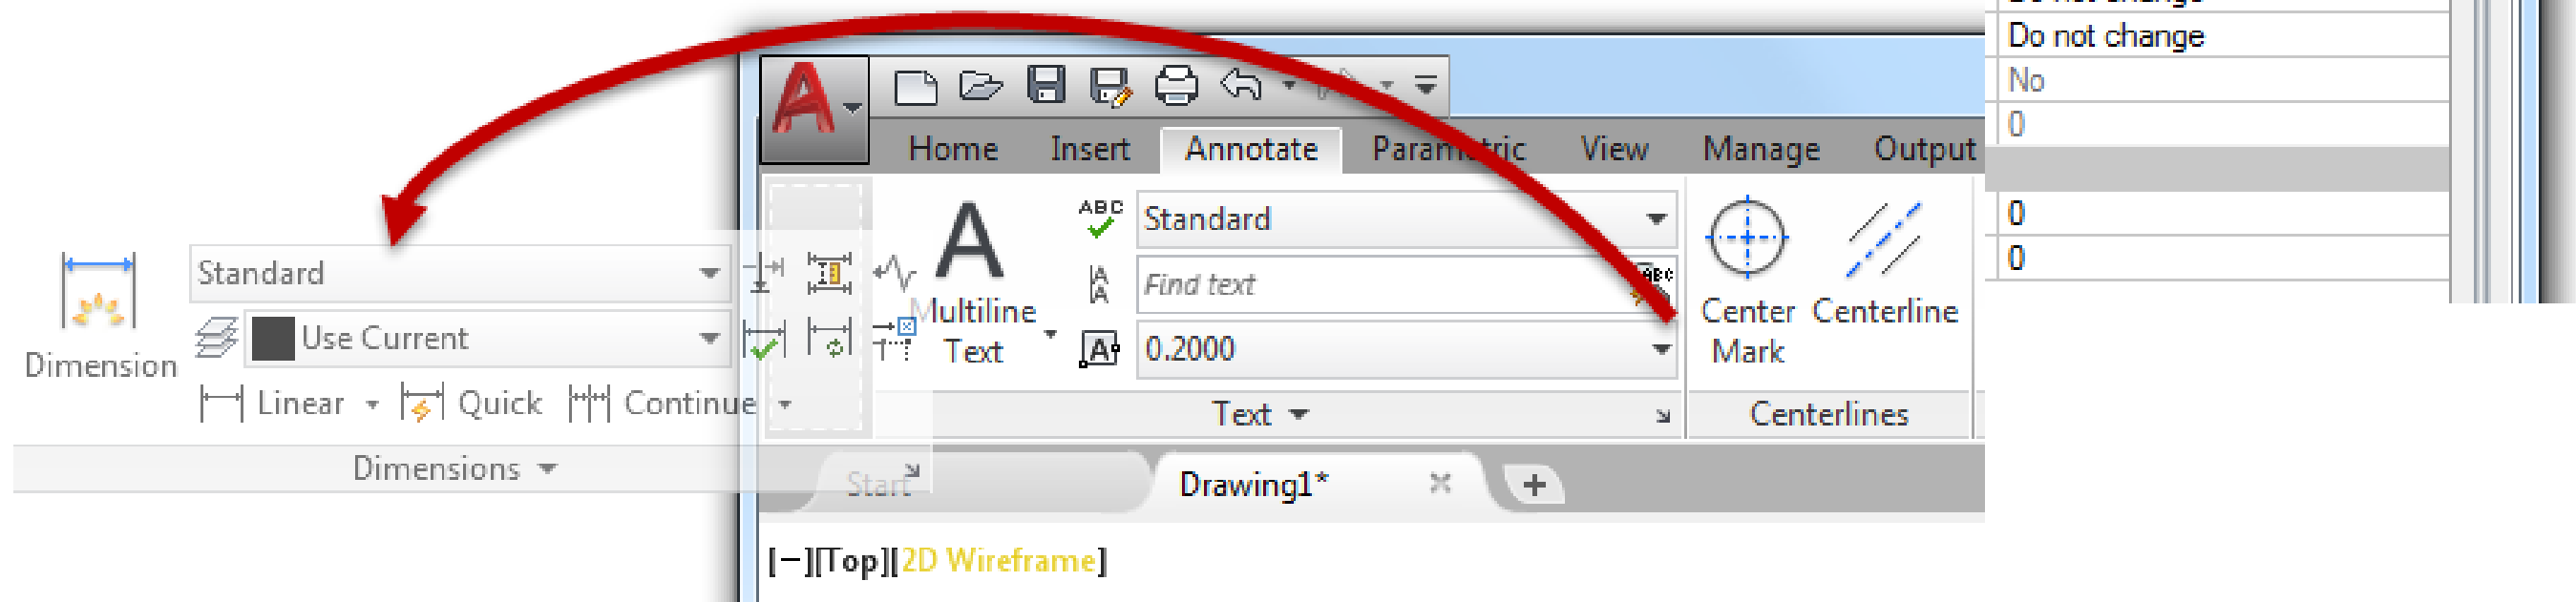 Do not change
No
0
Home Insert Annotate Parametric View Manage Output
0
0
ABC Standard
Standard
Find text ABC
Multiline Text
Center Mark
Centerline
Use Current
0.2000
Dimension
Linear Quick Continue
Text
Centerlines
Dimensions
Start
Drawing1*
[−][Top][2D Wireframe]